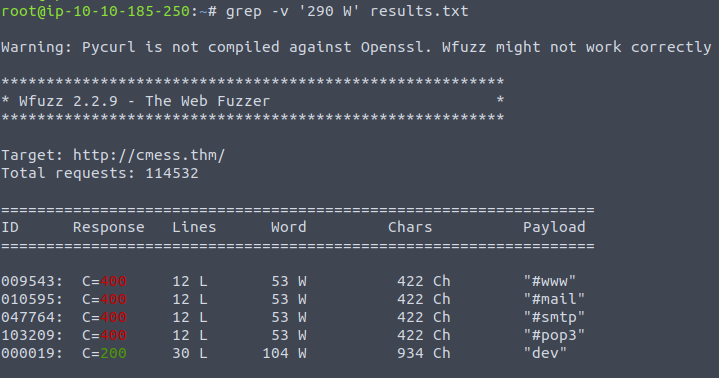 root@ip-10-10-185-250:~# grep -v '290 W' results.txt
Warning: Pycurl is not compiled against Openssl. Wfuzz might not work correctly
********************************************************
* Wfuzz 2.2.9 - The Web Fuzzer                         *
********************************************************
Target: http://cmess.thm/
Total requests: 114532
==================================================================
ID      Response   Lines      Word         Chars          Payload
==================================================================
009543:  C=400     12 L       53 W          422 Ch        "#www"
010595:  C=400     12 L       53 W          422 Ch        "#mail"
047764:  C=400     12 L       53 W          422 Ch        "#smtp"
103209:  C=400     12 L       53 W          422 Ch        "#pop3"
000019:  C=200     30 L      104 W          934 Ch        "dev"